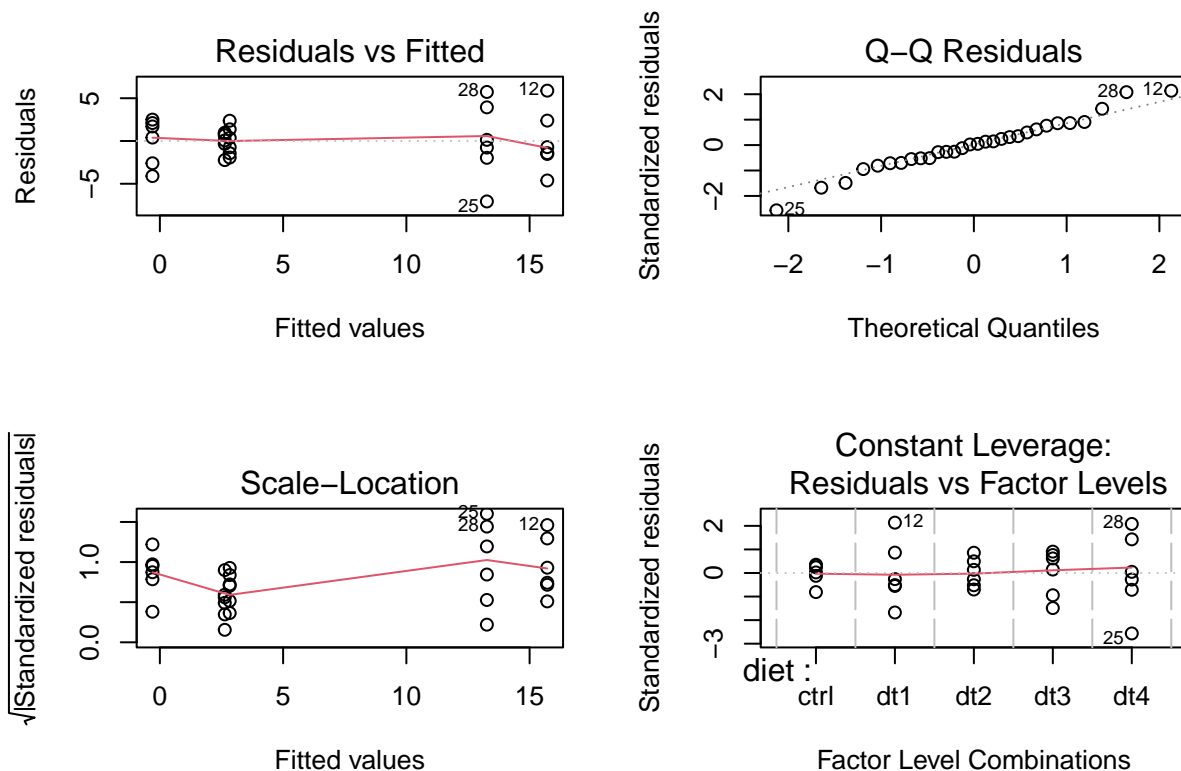 Residuals vs Fitted
Residuals
5
−5
28
12
25
0 5 10 15
Fitted values
Q−Q Residuals
Standardized residuals
2
0
−2
28
12
25
−2 −1 0 1 2
Theoretical Quantiles
Scale−Location
√|Standardized residuals|
1.0
0.0
25
28
12
0 5 10 15
Fitted values
Constant Leverage:
Residuals vs Factor Levels
Standardized residuals
2
0
−3
12
28
25
diet :
ctrl dt1 dt2 dt3 dt4
Factor Level Combinations